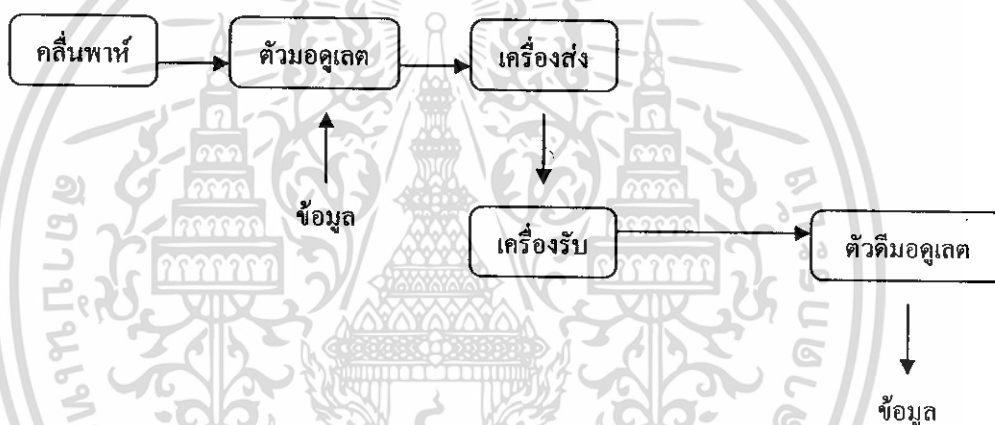 คลื่นพาห์
ตัวมอดูเลต
เครื่องส่ง
ข้อมูล
เครื่องรับ
ตัวดีมอดูเลต
ข้อมูล